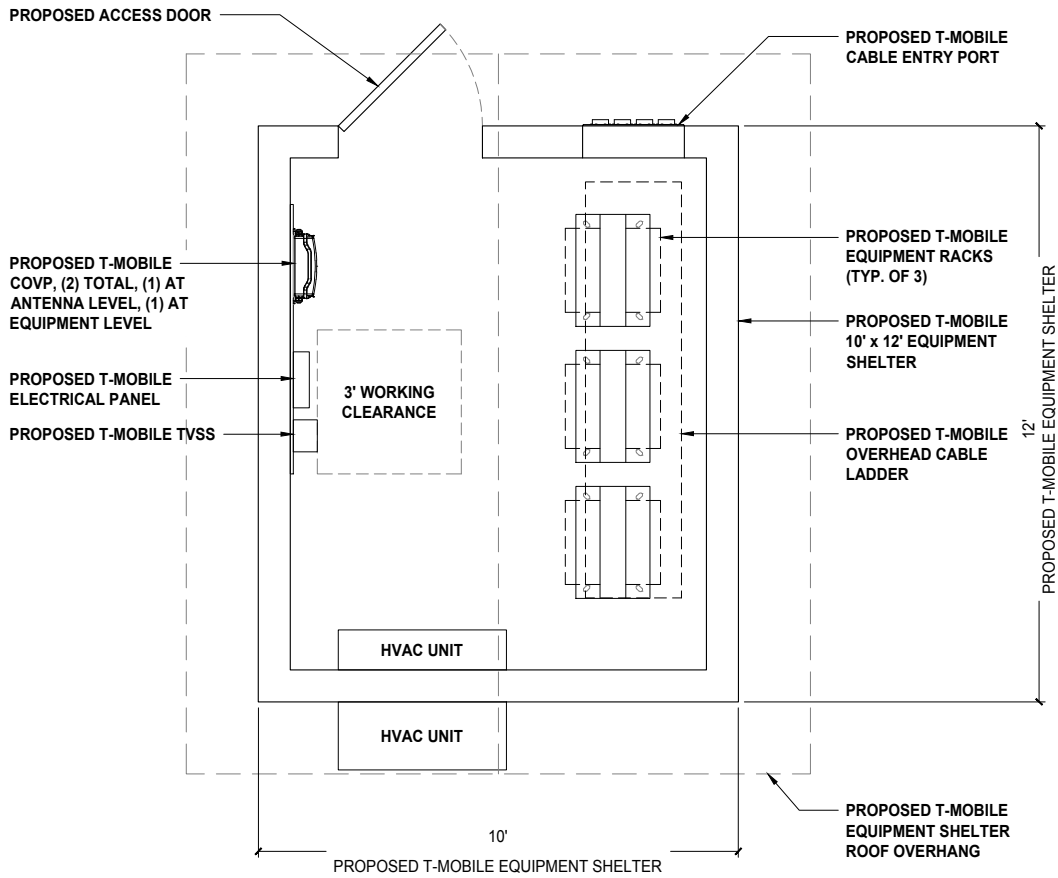 PROPOSED ACCESS DOOR
PROPOSED T-MOBILE
CABLE ENTRY PORT
PROPOSED T-MOBILE
COVP, (2) TOTAL, (1) AT
ANTENNA LEVEL, (1) AT
EQUIPMENT LEVEL
PROPOSED T-MOBILE
EQUIPMENT RACKS
(TYP. OF 3)
PROPOSED T-MOBILE
10' x 12' EQUIPMENT
SHELTER
PROPOSED T-MOBILE
ELECTRICAL PANEL
3' WORKING
CLEARANCE
PROPOSED T-MOBILE TVSS
PROPOSED T-MOBILE
OVERHEAD CABLE
LADDER
12'
PROPOSED T-MOBILE EQUIPMENT SHELTER
HVAC UNIT
HVAC UNIT
PROPOSED T-MOBILE
EQUIPMENT SHELTER
ROOF OVERHANG
10'
PROPOSED T-MOBILE EQUIPMENT SHELTER